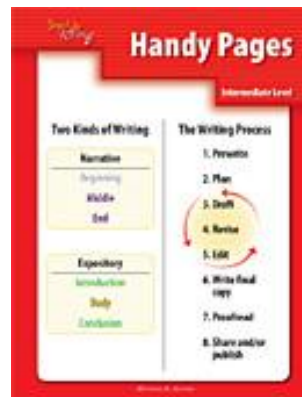 Handy Pages
Intermediate Level
Two Kinds of Writing
Narrative
Beginning
Middle
End
Expository
Introduction
Body
Conclusion
The Writing Process
1. Prewrite
2. Plan
3. Draft
4. Revise
5. Edit
6. Write final
copy
7. Proofread
8. Share and/or
publish